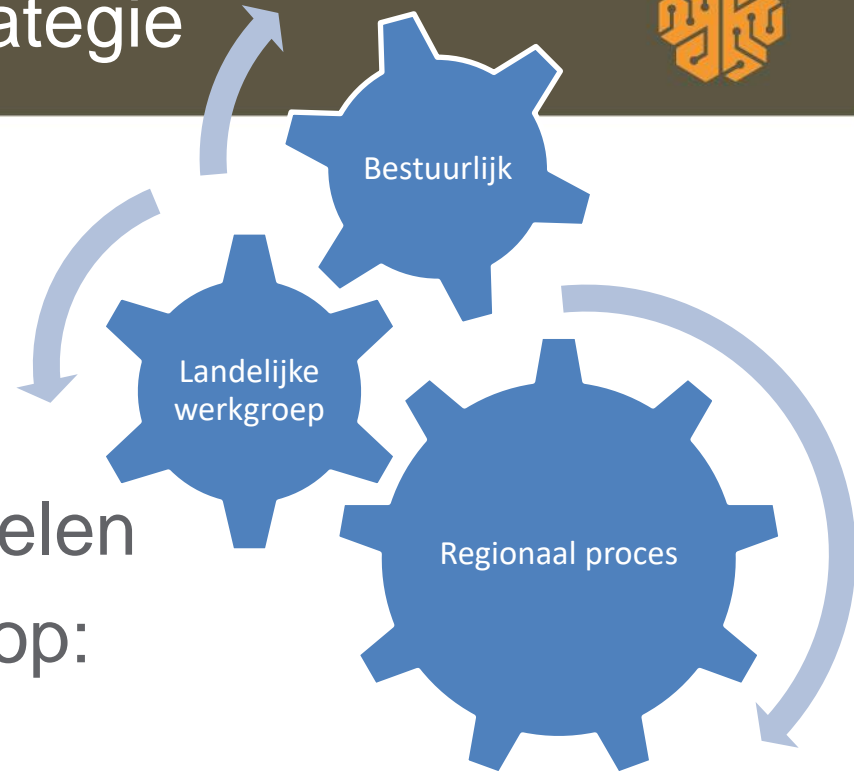 ategie
Bestuurlijk
Landelijke
werkgroep
elen
Regionaal proces
op: